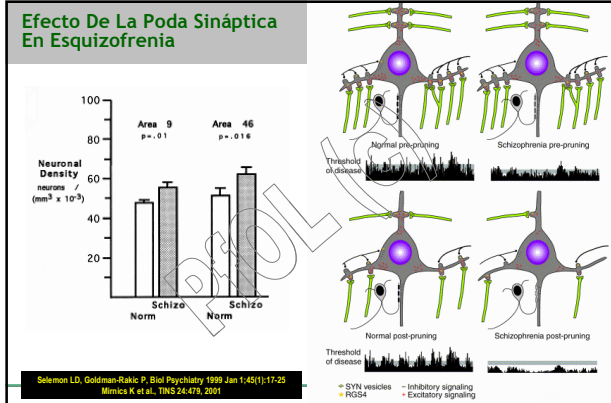 Efecto De La Poda Sináptica
En Esquizofrenia
100
80
60
40
20
Neuronal
Density
neurons /
(mm³ x 10⁻³)
Area 9
p=.01
Area 46
p=.016
Schizo
Norm
Schizo
Norm
Selemon LD, Goldman-Rakic P, Biol Psychiatry 1999 Jan 1;45(1):17-25
Mirnics K et al., TINS 24:479, 2001
Normal pre-pruning
Schizophrenia pre-pruning
Threshold
of disease
Normal post-pruning
Schizophrenia post-pruning
Threshold
of disease
SYN vesicles
Inhibitory signaling
RGS4
Excitatory signaling